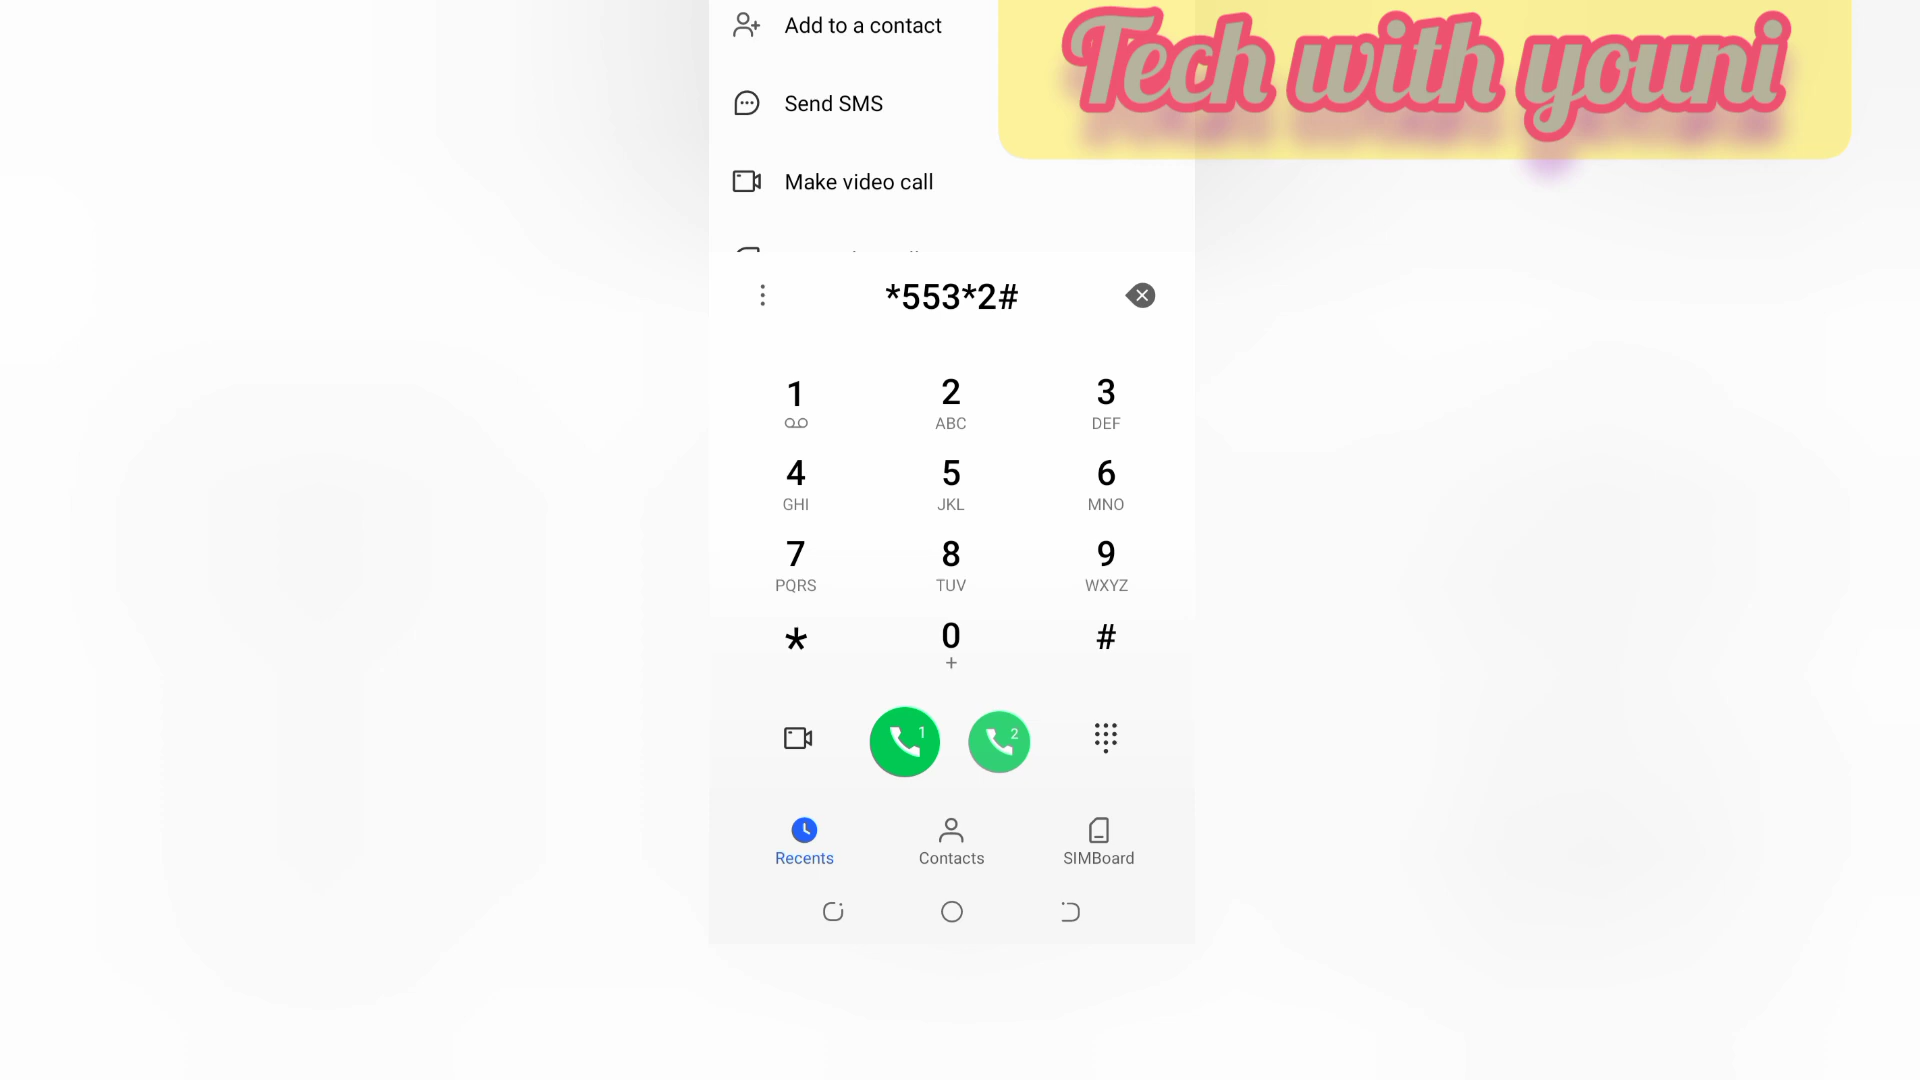 Add to a contact
Tech with youni
Send SMS
Make video call
*553*2#
1
2
ABC
3
DEF
4
GHI
5
JKL
6
MNO
7
PQRS
8
TUV
9
WXYZ
*
0
+
#
1
2
Recents
Contacts
SIMBoard